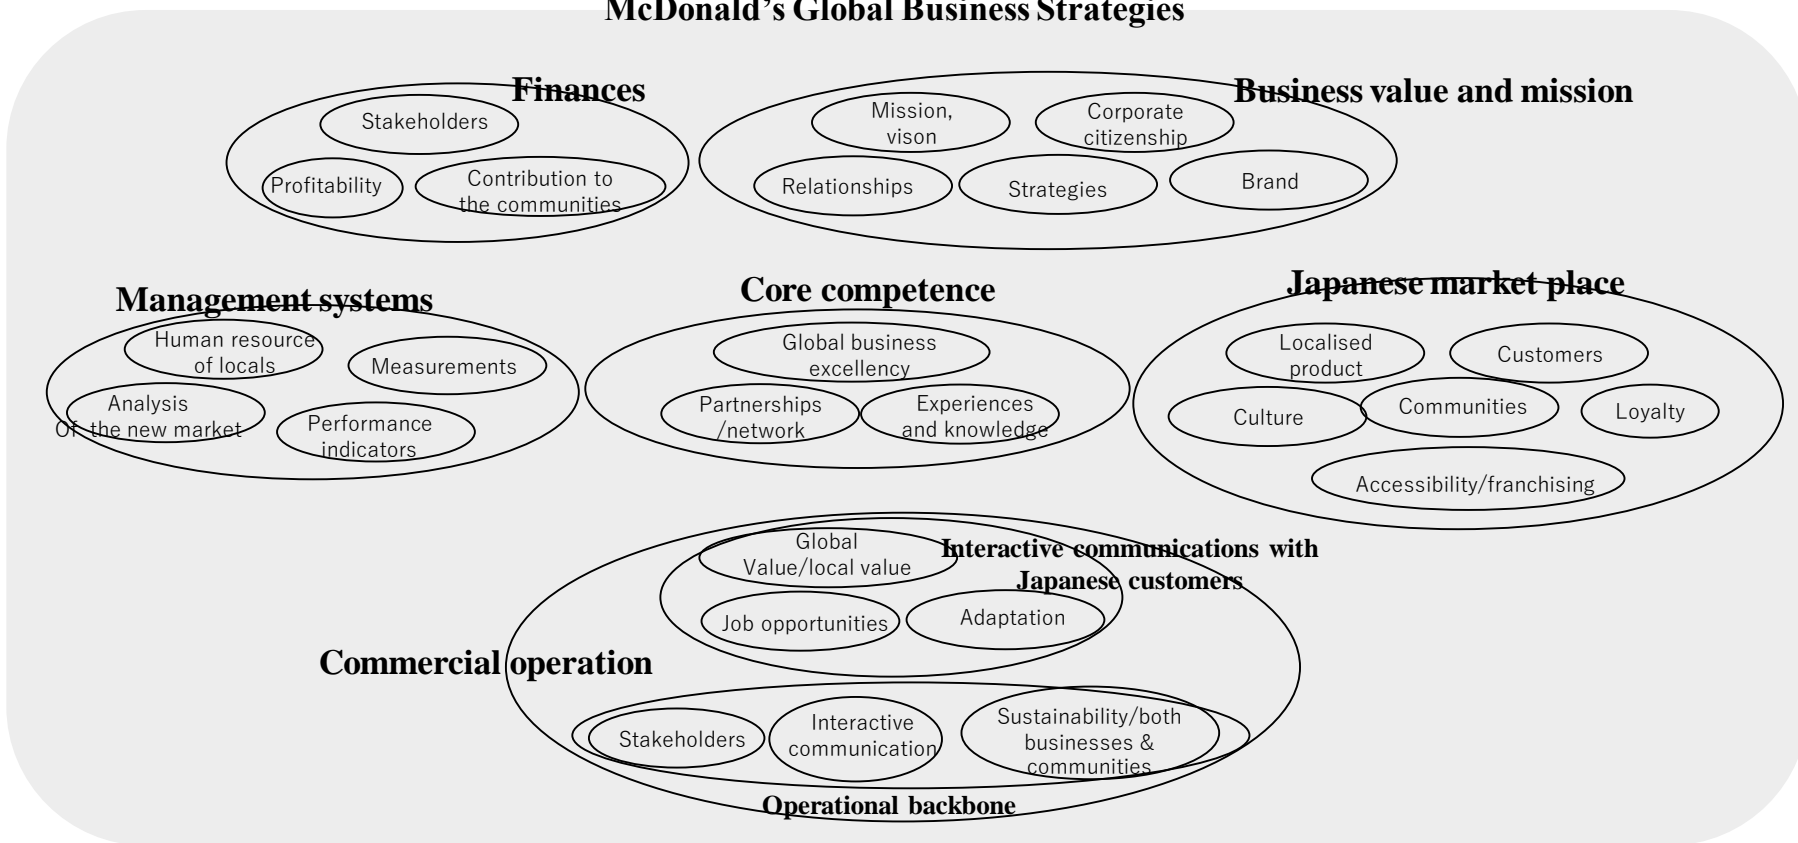 McDonald's Global Business Strategies
Finances
Stakeholders
Profitability
Contribution to
the communities
Business value and mission
Mission,
vison
Corporate
citizenship
Relationships
Strategies
Brand
Management systems
Human resource
of locals
Measurements
Analysis
Of the new market
Performance
indicators
Core competence
Global business
excellency
Partnerships
/network
Experiences
and knowledge
Japanese market place
Localised
product
Customers
Culture
Communities
Loyalty
Accessibility/franchising
Commercial operation
Interactive communications with
Japanese customers
Global
Value/local value
Job opportunities
Adaptation
Stakeholders
Interactive
communication
Sustainability/both
businesses &
communities
Operational backbone